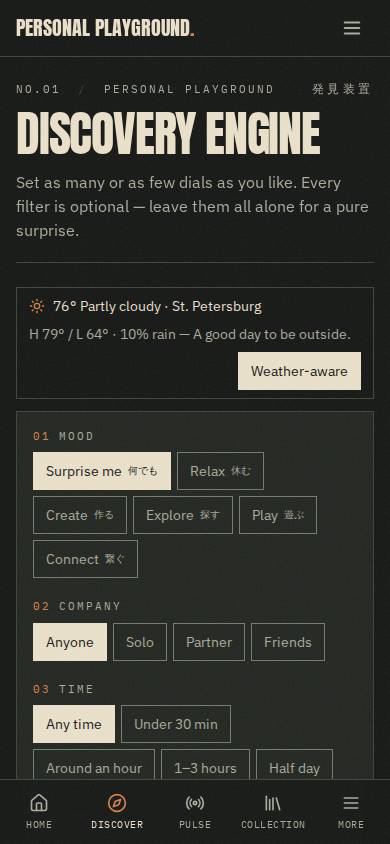 PERSONAL PLAYGROUND.
NO.01 / PERSONAL PLAYGROUND 発見装置
DISCOVERY ENGINE
Set as many or as few dials as you like. Every
filter is optional — leave them all alone for a pure
surprise.
76° Partly cloudy · St. Petersburg
H 79° / L 64° · 10% rain — A good day to be outside.
Weather-aware
01 MOOD
Surprise me 何でも Relax 休む
Create 作る Explore 探す Play 遊ぶ
Connect 繋ぐ
02 COMPANY
Anyone Solo Partner Friends
03 TIME
Any time Under 30 min
Around an hour 1–3 hours Half day
HOME DISCOVER PULSE COLLECTION MORE